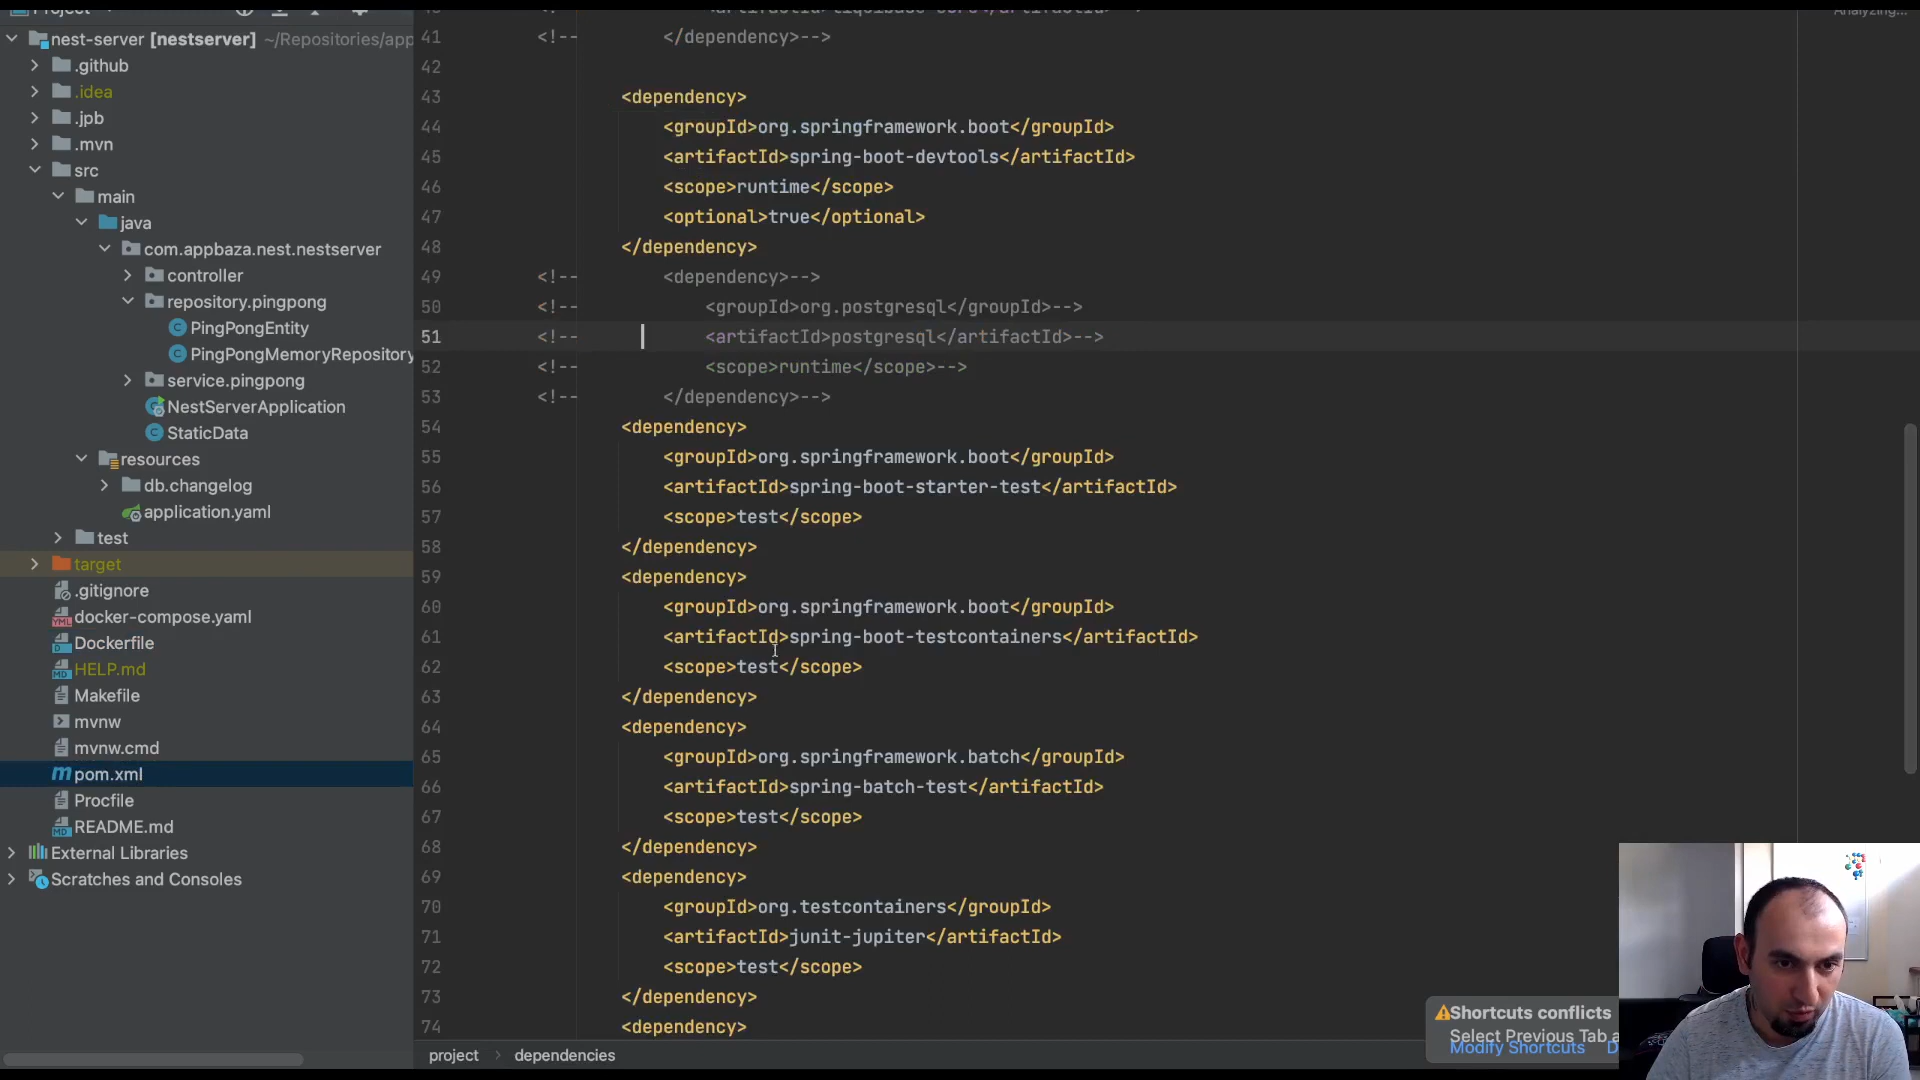 Project
nest-server [nestserver] ~/Repositories/app
.github
.idea
.jpb
.mvn
src
main
java
com.appbaza.nest.nestserver
controller
repository.pingpong
PingPongEntity
PingPongMemoryRepository
service.pingpong
NestServerApplication
StaticData
resources
db.changelog
application.yaml
test
target
.gitignore
docker-compose.yaml
Dockerfile
HELP.md
Makefile
mvnw
mvnw.cmd
pom.xml
Procfile
README.md
External Libraries
Scratches and Consoles
Analyzing...
41 <!-- </dependency>-->
42
43 <dependency>
44 <groupId>org.springframework.boot</groupId>
45 <artifactId>spring-boot-devtools</artifactId>
46 <scope>runtime</scope>
47 <optional>true</optional>
48 </dependency>
49 <!-- <dependency>-->
50 <!-- <groupId>org.postgresql</groupId>-->
51 <!-- <artifactId>postgresql</artifactId>-->
52 <!-- <scope>runtime</scope>-->
53 <!-- </dependency>-->
54 <dependency>
55 <groupId>org.springframework.boot</groupId>
56 <artifactId>spring-boot-starter-test</artifactId>
57 <scope>test</scope>
58 </dependency>
59 <dependency>
60 <groupId>org.springframework.boot</groupId>
61 <artifactId>spring-boot-testcontainers</artifactId>
62 <scope>test</scope>
63 </dependency>
64 <dependency>
65 <groupId>org.springframework.batch</groupId>
66 <artifactId>spring-batch-test</artifactId>
67 <scope>test</scope>
68 </dependency>
69 <dependency>
70 <groupId>org.testcontainers</groupId>
71 <artifactId>junit-jupiter</artifactId>
72 <scope>test</scope>
73 </dependency>
74 <dependency>
Shortcuts conflicts
Select Previous Tab a
Modify Shortcuts D
project > dependencies